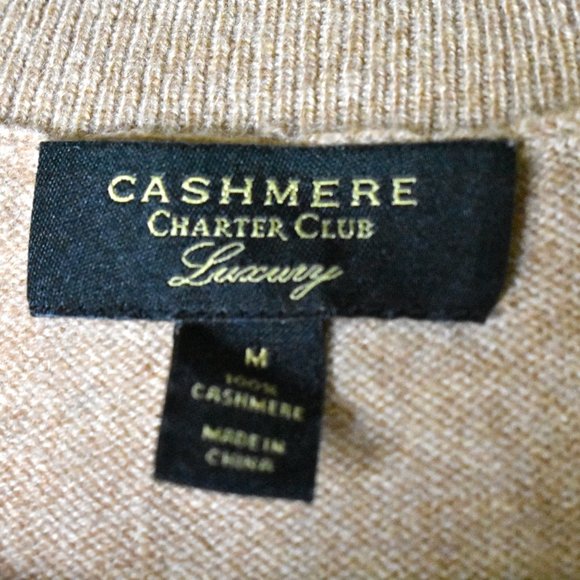 CASHMERE
CHARTER CLUB
Luxury
M
100%
CASHMERE
MADE IN
CHINA